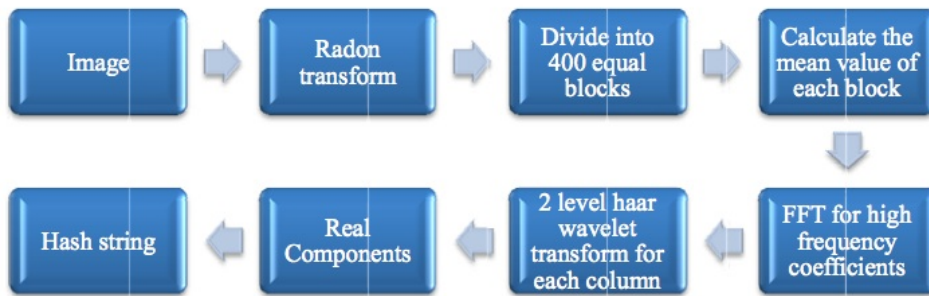 Image
Radon
transform
Divide into
400 equal
blocks
Calculate the
mean value of
each block
FFT for high
frequency
coefficients
2 level haar
wavelet
transform for
each column
Real
Components
Hash string